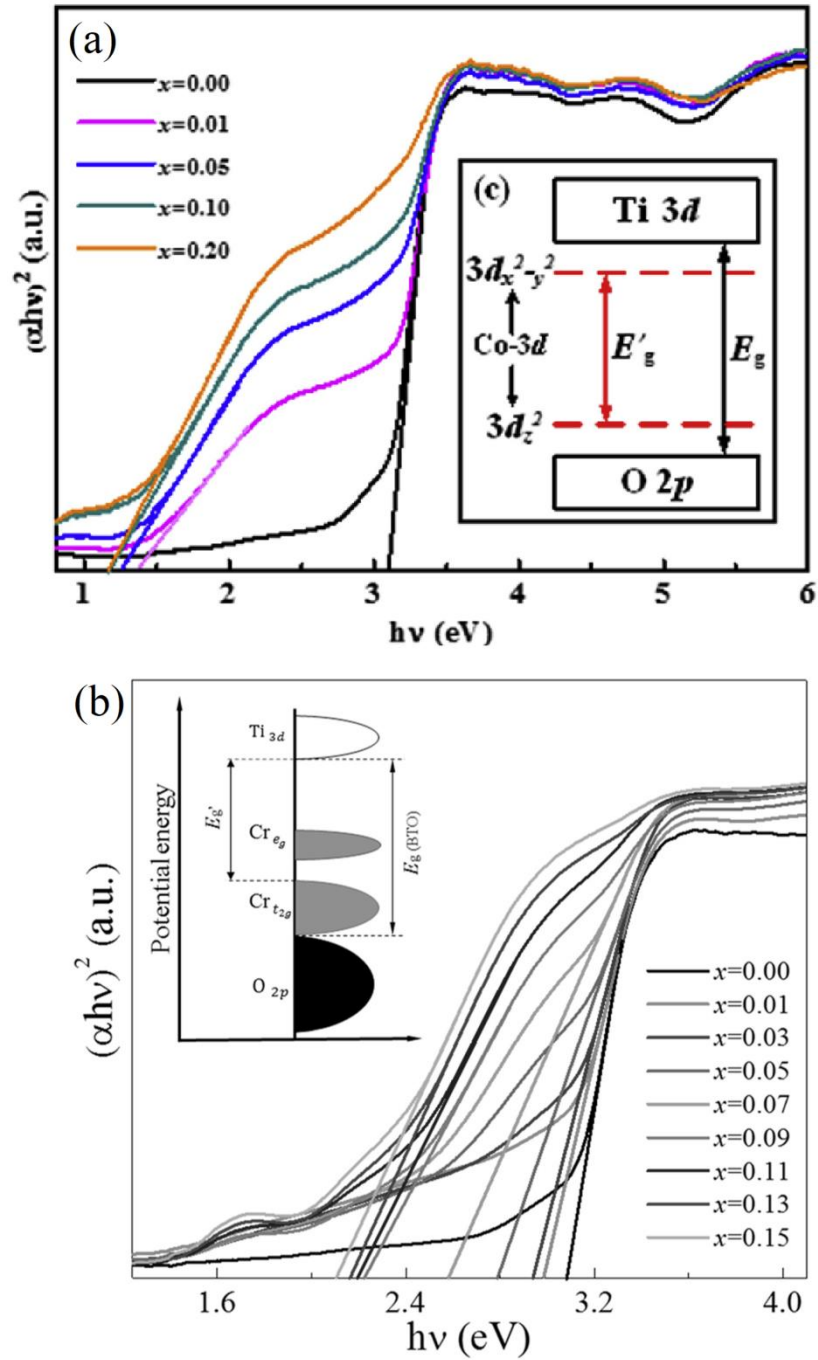 (a)
x=0.00
x=0.01
x=0.05
x=0.10
x=0.20
(αhν)² (a.u.)
(c)
Ti 3d
3dₓ²-ᵧ²
Co-3d
E'g
Eg
3d_z²
O 2p
1 2 3 4 5 6
hν (eV)
(b)
Potential energy
Ti 3d
Eg'
Cr eg
Eg (BTO)
Cr t2g
O 2p
(αhν)² (a.u.)
x=0.00
x=0.01
x=0.03
x=0.05
x=0.07
x=0.09
x=0.11
x=0.13
x=0.15
1.6 2.4 3.2 4.0
hν (eV)